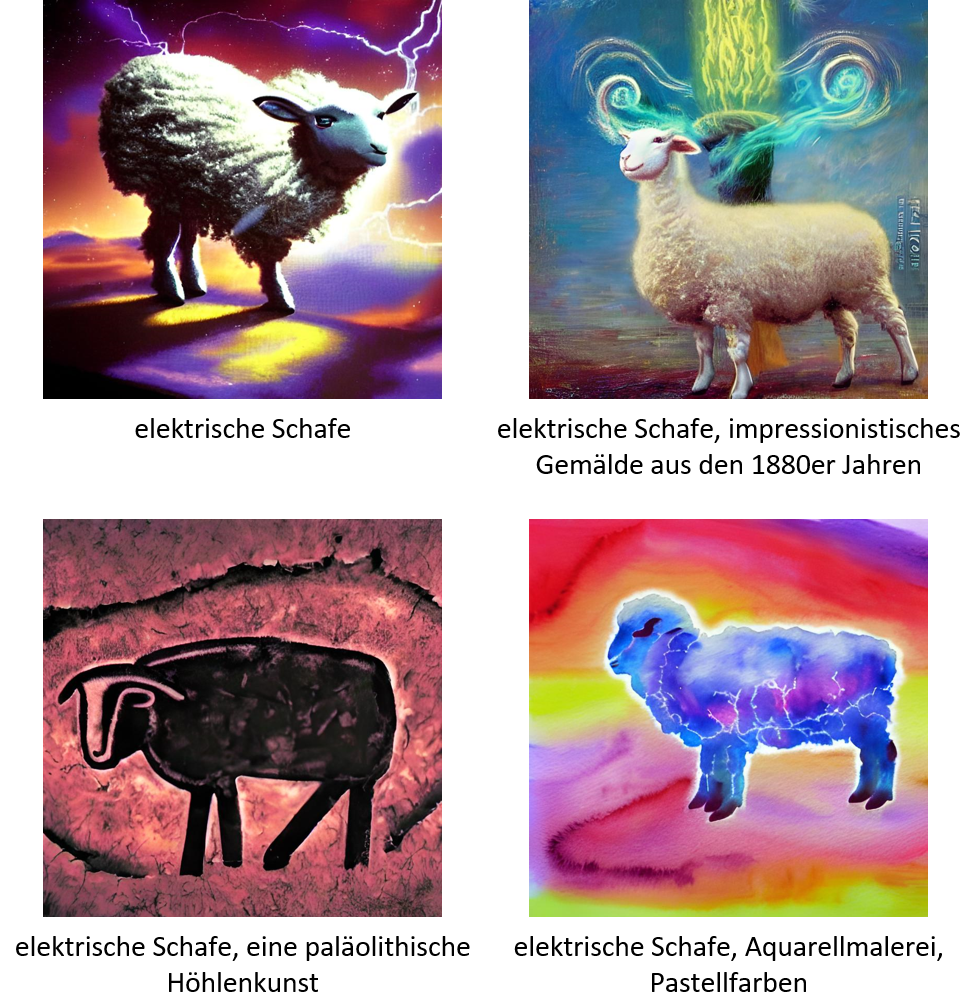 elektrische Schafe
elektrische Schafe, impressionistisches
Gemälde aus den 1880er Jahren
elektrische Schafe, eine paläolithische
Höhlenkunst
elektrische Schafe, Aquarellmalerei,
Pastellfarben